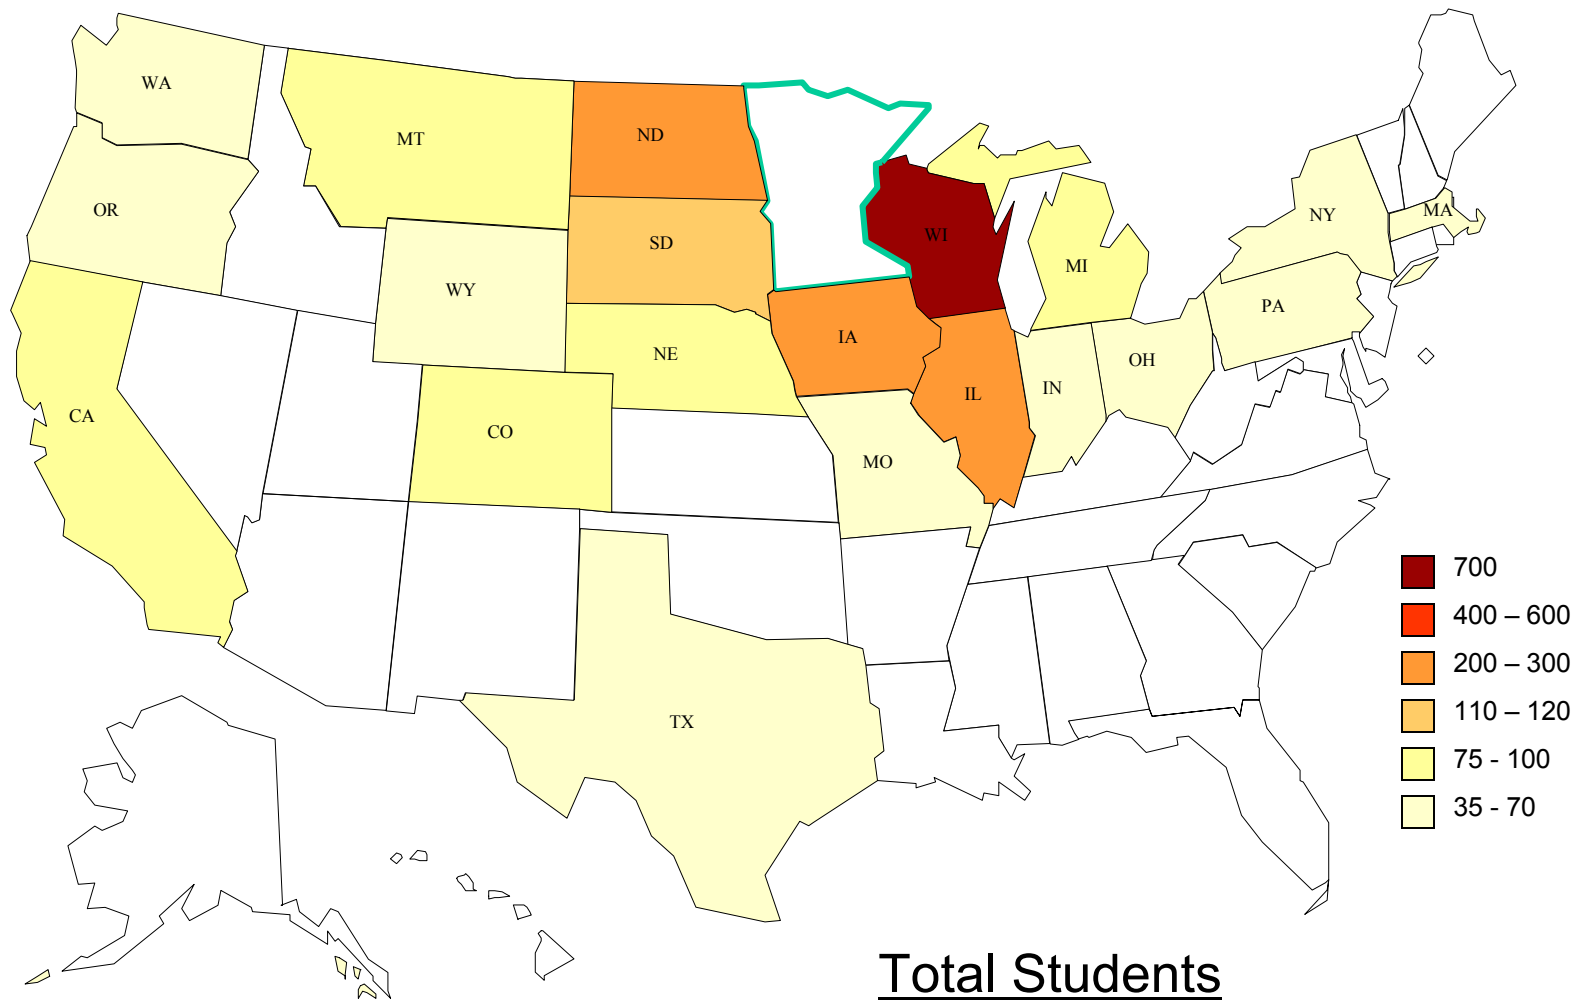 WA
MT
ND
OR
SD
WY
WI
NY
MA
MI
PA
NE
IA
OH
IN
IL
CA
CO
MO
TX
700
400 – 600
200 – 300
110 – 120
75 - 100
35 - 70
Total Students